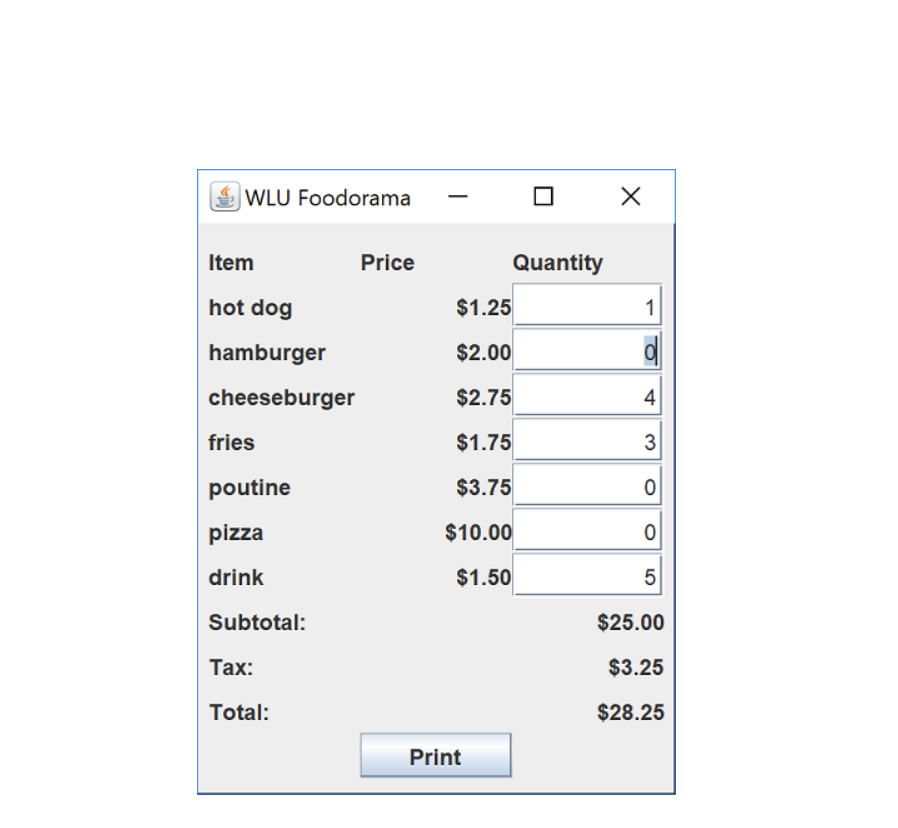 WLU Foodorama
Item Price Quantity
hot dog $1.25 1
hamburger $2.00 0
cheeseburger $2.75 4
fries $1.75 3
poutine $3.75 0
pizza $10.00 0
drink $1.50 5
Subtotal: $25.00
Tax: $3.25
Total: $28.25
Print